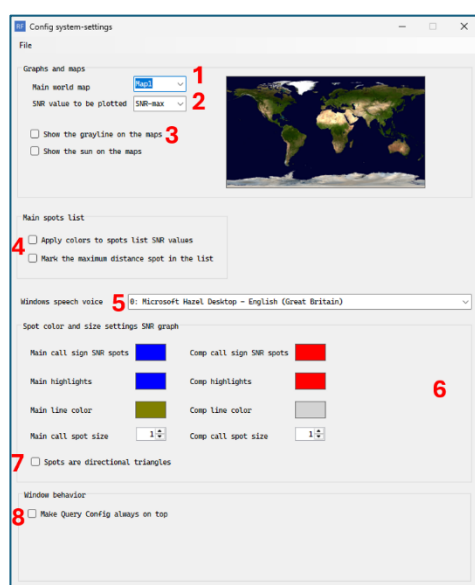 RF Config system-settings
File
Graphs and maps
Main world map Map1 1
SNR value to be plotted SNR-max 2
Show the grayline on the maps 3
Show the sun on the maps
Main spots list
4 Apply colors to spots list SNR values
Mark the maximum distance spot in the list
Windows speech voice 5 0: Microsoft Hazel Desktop - English (Great Britain)
Spot color and size settings SNR graph
Main call sign SNR spots Comp call sign SNR spots
Main highlights Comp highlights 6
Main line color Comp line color
Main call spot size 1 Comp call spot size 1
7 Spots are directional triangles
Window behavior
8 Make Query Config always on top